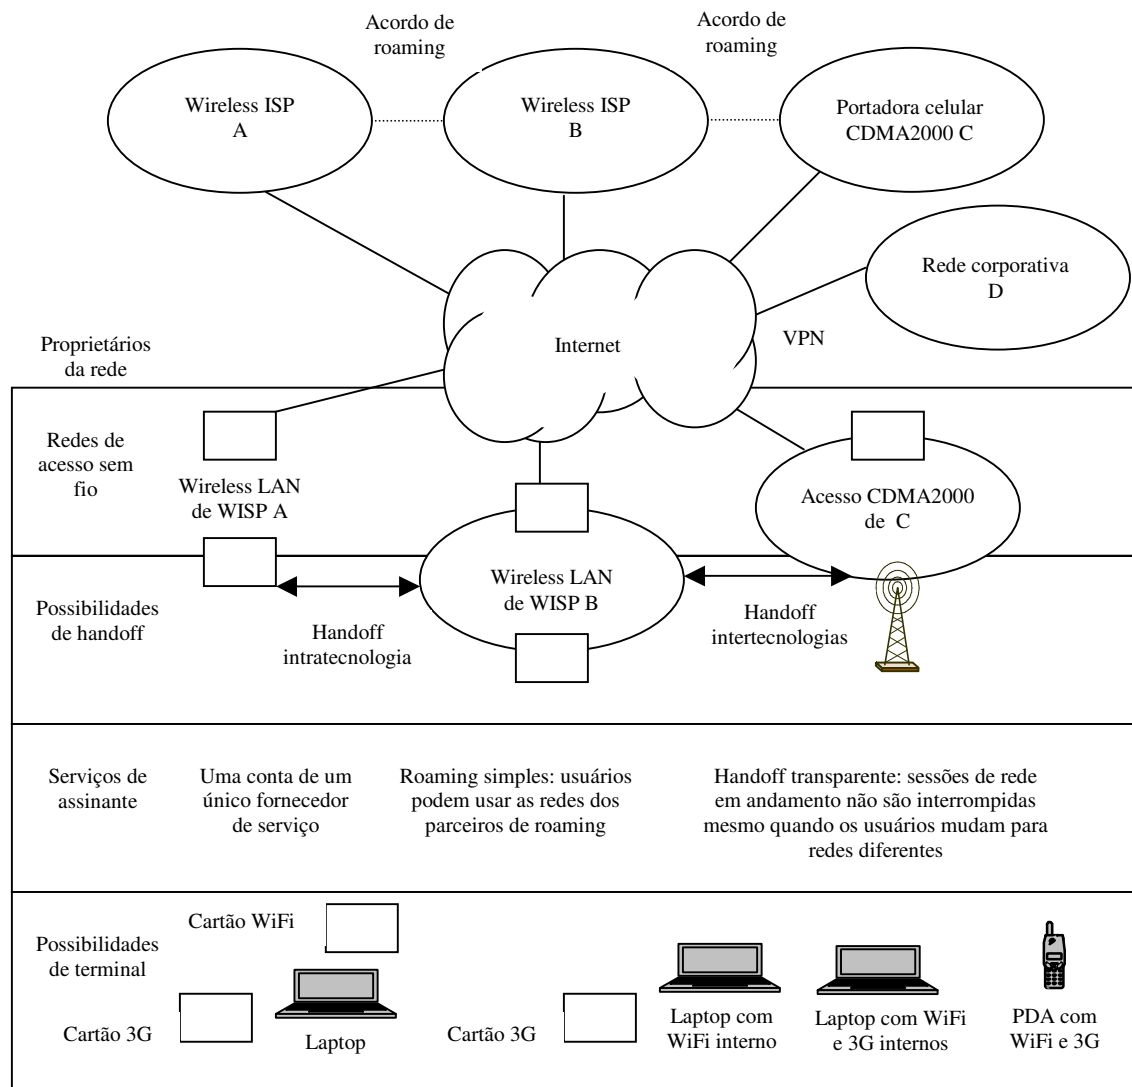 Acordo de
roaming
Acordo de
roaming
Wireless ISP
A
Wireless ISP
B
Portadora celular
CDMA2000 C
Rede corporativa
D
Internet
VPN
Proprietários
da rede
Redes de
acesso sem
fio
Wireless LAN
de WISP A
Acesso CDMA2000
de C
Possibilidades
de handoff
Handoff
intratecnologia
Wireless LAN
de WISP B
Handoff
intertecnologias
Serviços de
assinante
Uma conta de um
único fornecedor
de serviço
Roaming simples: usuários
podem usar as redes dos
parceiros de roaming
Handoff transparente: sessões de rede
em andamento não são interrompidas
mesmo quando os usuários mudam para
redes diferentes
Possibilidades
de terminal
Cartão WiFi
Cartão 3G
Laptop
Cartão 3G
Laptop com
WiFi interno
Laptop com WiFi
e 3G internos
PDA com
WiFi e 3G